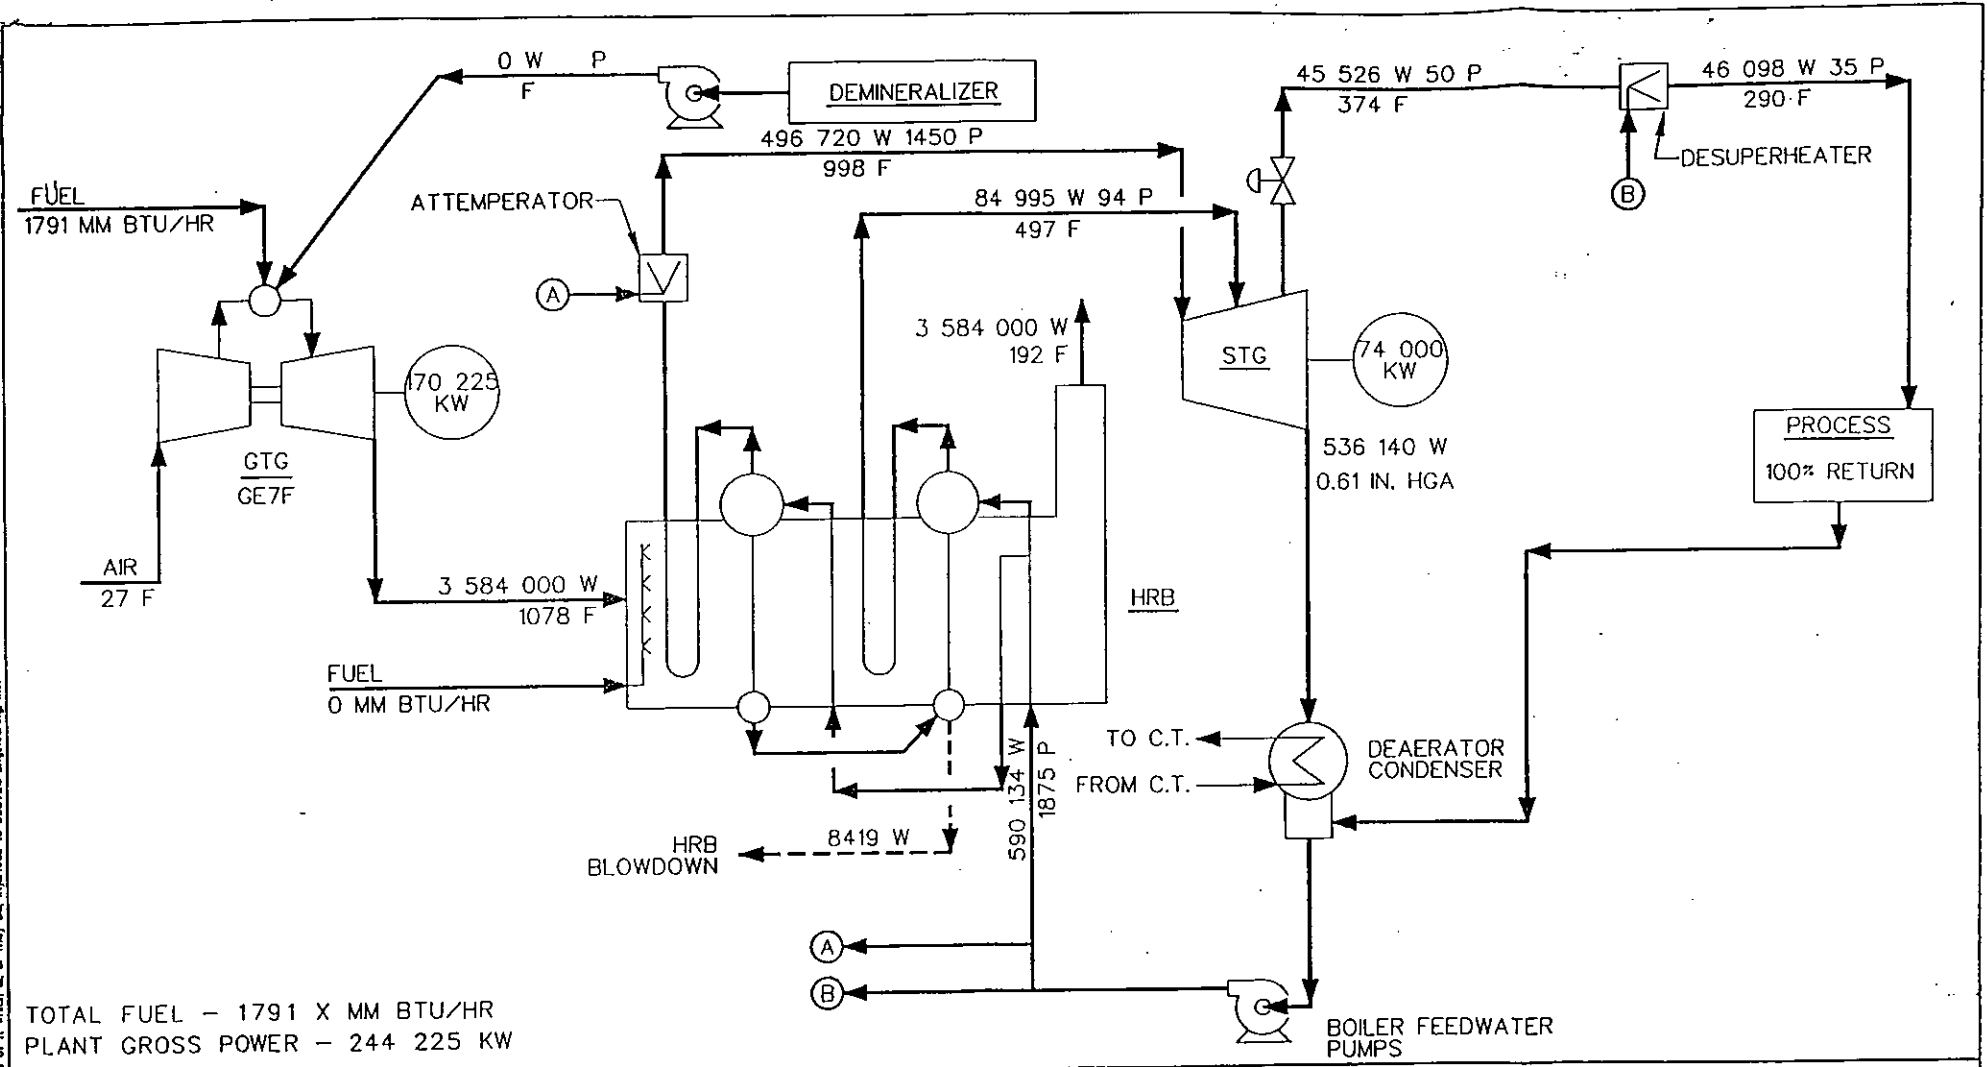 0 W P
F
DEMINERALIZER
45 526 W 50 P
374 F
46 098 W 35 P
290 F
DESUPERHEATER
B
496 720 W 1450 P
998 F
ATTEMPERATOR
84 995 W 94 P
497 F
FUEL
1791 MM BTU/HR
A
3 584 000 W
192 F
STG
74 000
KW
170 225
KW
GTG
GE7F
536 140 W
0.61 IN. HGA
PROCESS
100% RETURN
AIR
27 F
3 584 000 W
1078 F
HRB
FUEL
0 MM BTU/HR
590 134 W
1875 P
TO C.T.
FROM C.T.
DEAERATOR
CONDENSER
HRB
BLOWDOWN
8419 W
A
B
BOILER FEEDWATER
PUMPS
TOTAL FUEL - 1791 X MM BTU/HR
PLANT GROSS POWER - 244 225 KW